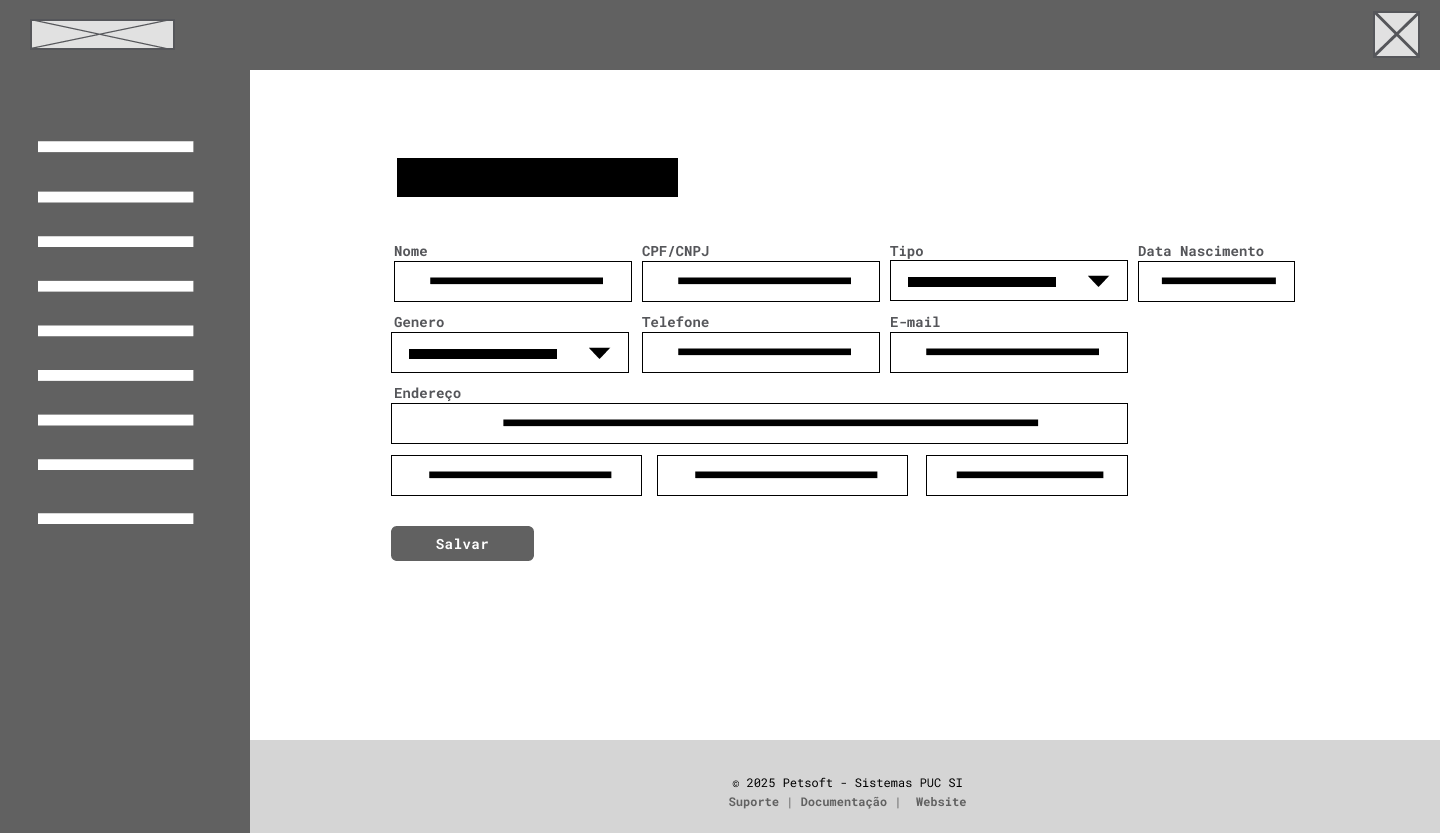 Nome CPF/CNPJ Tipo Data Nascimento
Genero Telefone E-mail
Endereço
Salvar
© 2025 Petsoft - Sistemas PUC SI
Suporte | Documentação | Website